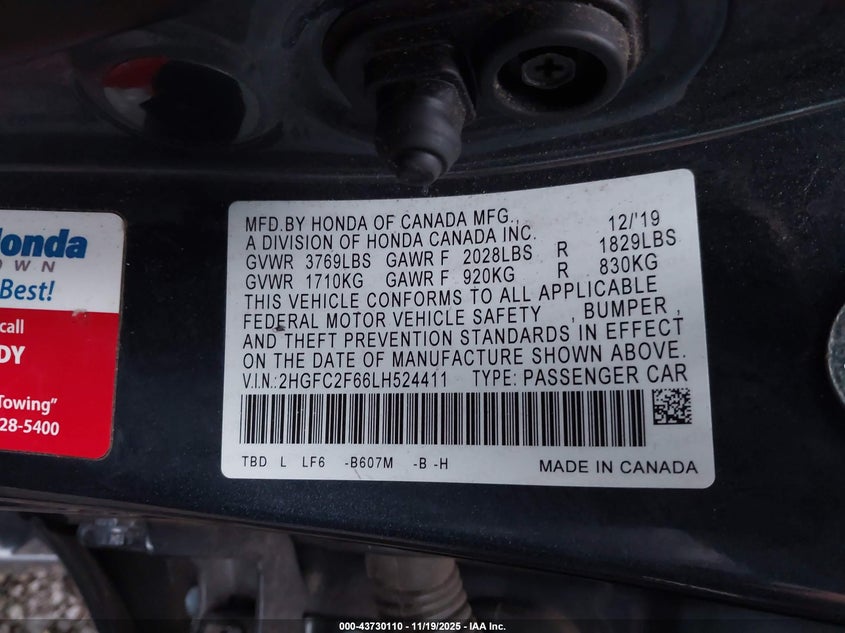 MFD.BY HONDA OF CANADA MFG., 12/'19
A DIVISION OF HONDA CANADA INC.
GVWR 3769LBS GAWR F 2028LBS R 1829LBS
GVWR 1710KG GAWR F 920KG R 830KG
THIS VEHICLE CONFORMS TO ALL APPLICABLE
FEDERAL MOTOR VEHICLE SAFETY , BUMPER ,
AND THEFT PREVENTION STANDARDS IN EFFECT
ON THE DATE OF MANUFACTURE SHOWN ABOVE.
V.I.N.:2HGFC2F66LH524411 TYPE: PASSENGER CAR
TBD L LF6 -B607M -B -H MADE IN CANADA
Honda
OWN
Best!
call
DY
Towing"
28-5400
000-43730110 - 11/19/2025 - IAA Inc.